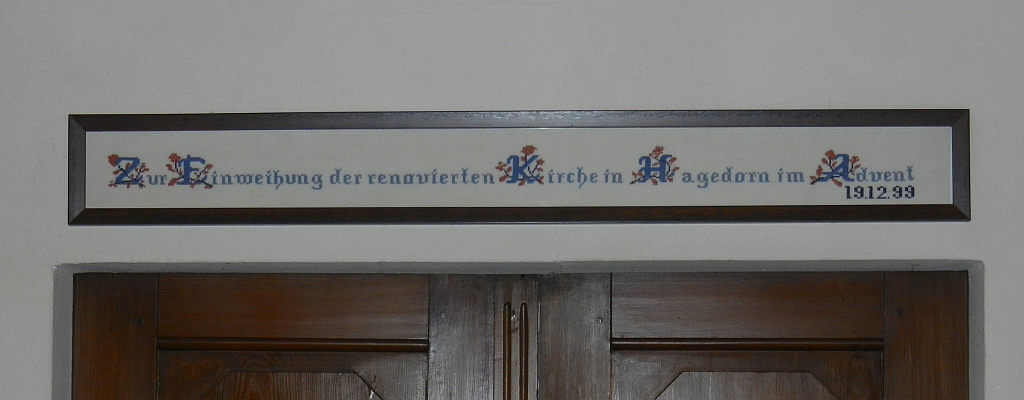 Zur Einweihung der renovierten Kirche in Hagedorn im Advent
19.12.99